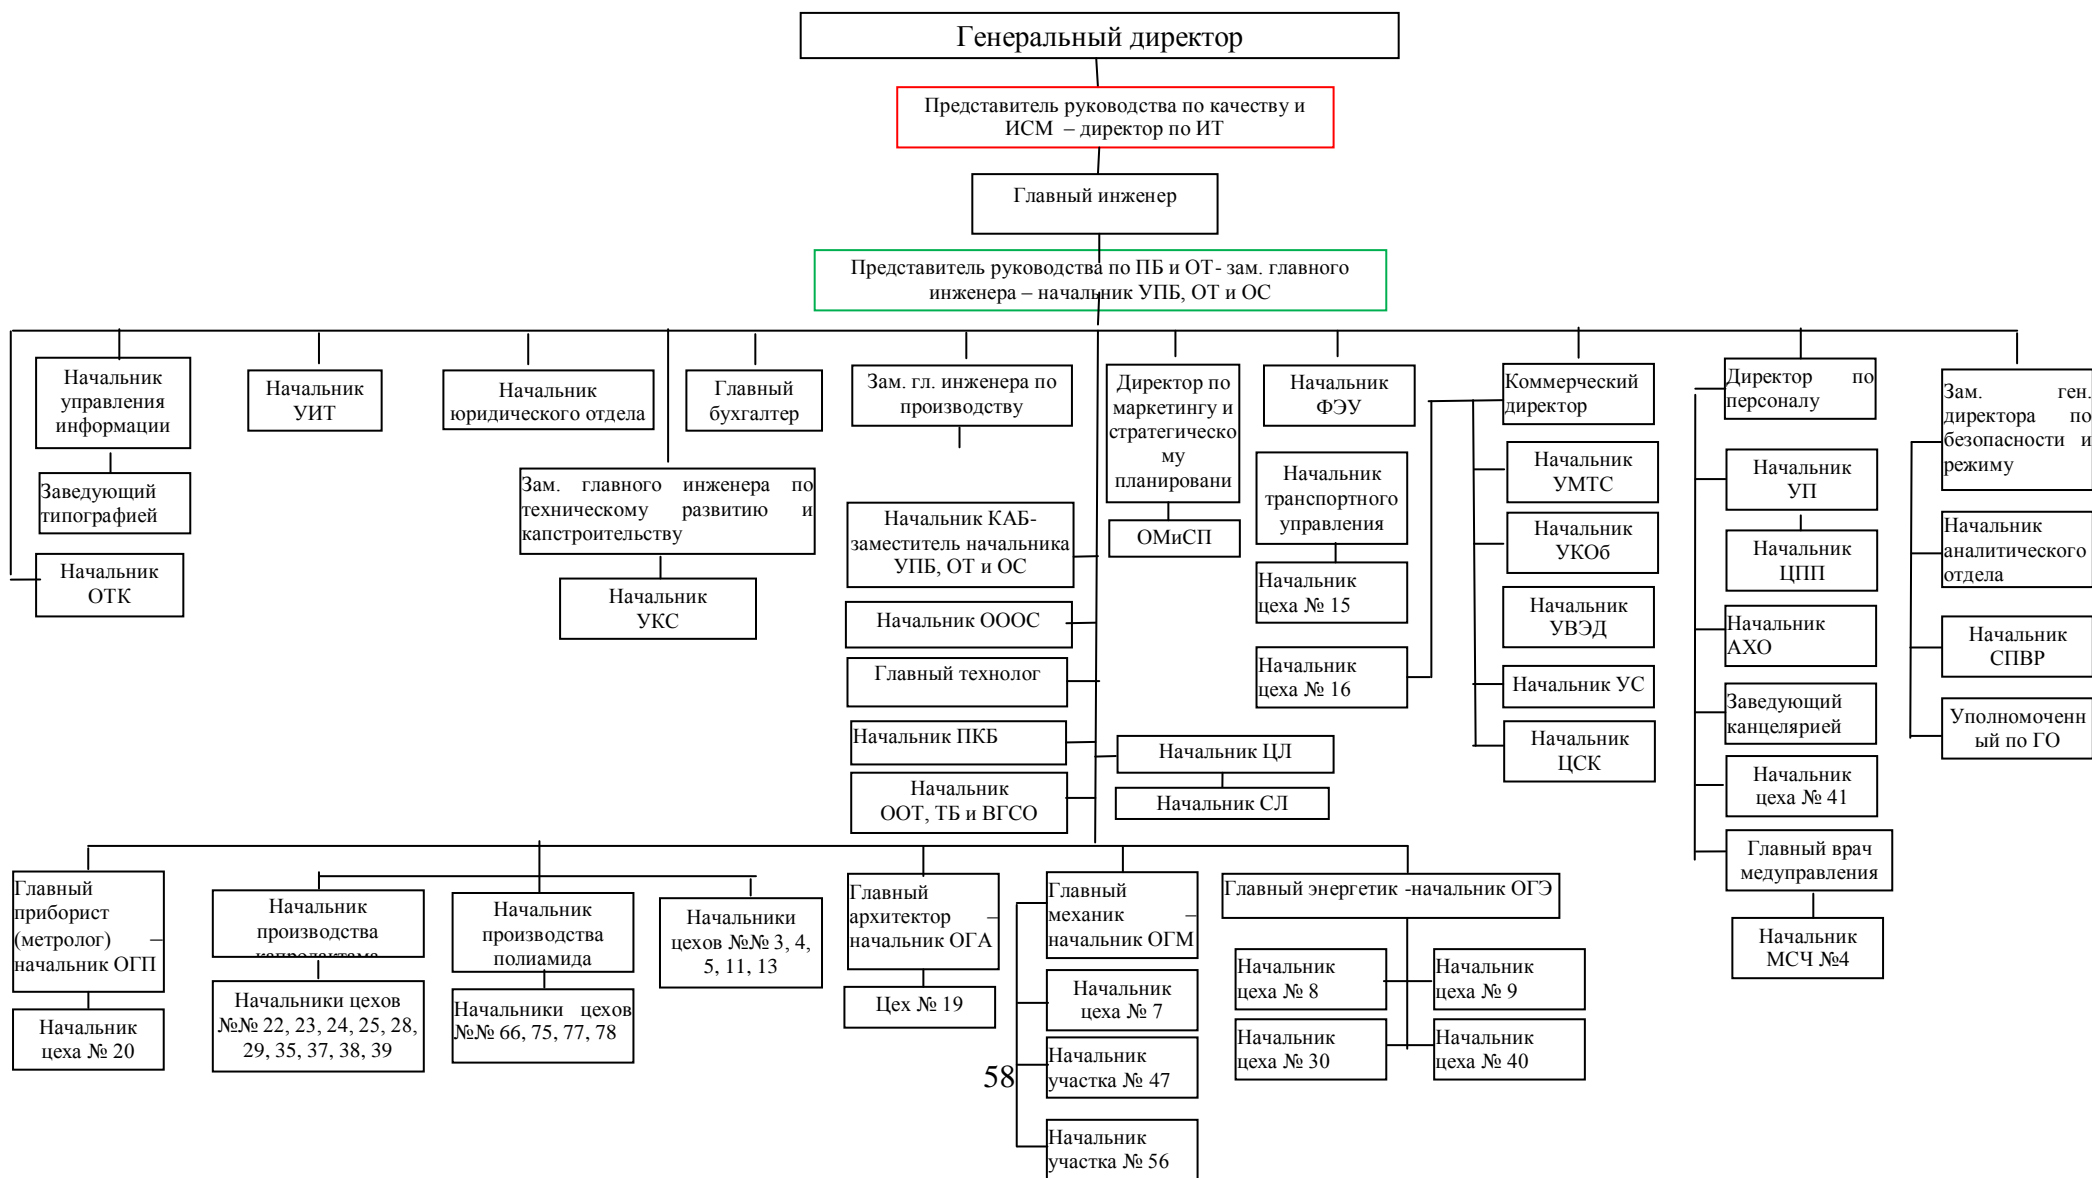 Генеральный директор
Представитель руководства по качеству и
ИСМ – директор по ИТ
Главный инженер
Представитель руководства по ПБ и ОТ- зам. главного
инженера – начальник УПБ, ОТ и ОС
Начальник
управления
информации
Заведующий
типографией
Начальник
ОТК
Начальник
УИТ
Начальник
юридического отдела
Зам. главного инженера по
техническому развитию и
капстроительству
Начальник
УКС
Главный
бухгалтер
Зам. гл. инженера по
производству
Начальник КАБ-
заместитель начальника
УПБ, ОТ и ОС
Начальник ОООС
Главный технолог
Начальник ПКБ
Начальник
ООТ, ТБ и ВГСО
Директор по
маркетингу и
стратегическо
му
планировани
ОМиСП
Начальник ЦЛ
Начальник СЛ
Начальник
ФЭУ
Начальник
транспортного
управления
Начальник
цеха № 15
Начальник
цеха № 16
Коммерческий
директор
Начальник
УМТС
Начальник
УКОб
Начальник
УВЭД
Начальник УС
Начальник
ЦСК
Директор по
персоналу
Начальник
УП
Начальник
ЦПП
Начальник
АХО
Заведующий
канцелярией
Начальник
цеха № 41
Главный врач
медуправления
Начальник
МСЧ №4
Зам. ген.
директора по
безопасности и
режиму
Начальник
аналитического
отдела
Начальник
СПВР
Уполномоченн
ый по ГО
Главный
приборист
(метролог) –
начальник ОГП
Начальник
цеха № 20
Начальник
производства
капролактама
Начальники цехов
№№ 22, 23, 24, 25, 28,
29, 35, 37, 38, 39
Начальник
производства
полиамида
Начальники цехов
№№ 66, 75, 77, 78
Начальники
цехов №№ 3, 4,
5, 11, 13
Главный
архитектор –
начальник ОГА
Цех № 19
Главный
механик –
начальник ОГМ
Начальник
цеха № 7
Начальник
участка № 47
Начальник
участка № 56
Главный энергетик -начальник ОГЭ
Начальник
цеха № 8
Начальник
цеха № 9
Начальник
цеха № 30
Начальник
цеха № 40
58